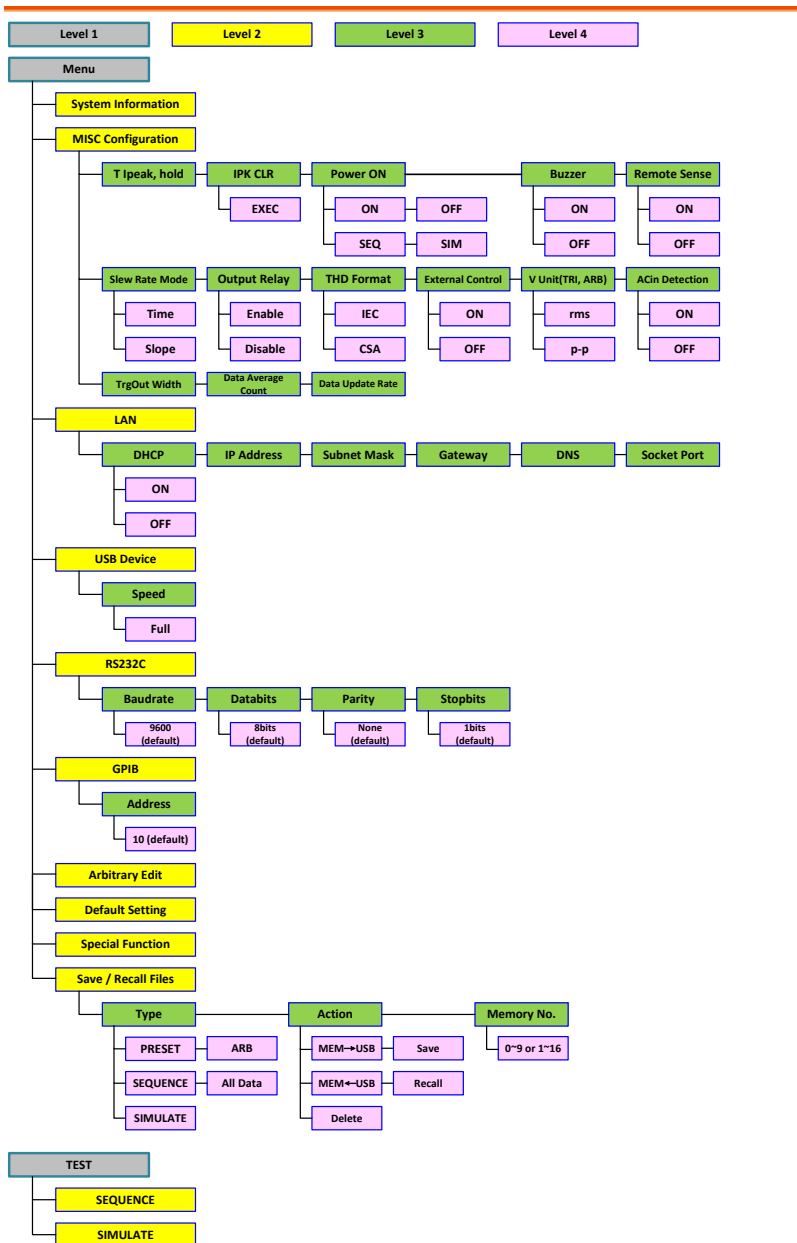 Level 1 Level 2 Level 3 Level 4
Menu
System Information
MISC Configuration
T Ipeak, hold IPK CLR Power ON Buzzer Remote Sense
EXEC ON OFF ON ON
SEQ SIM OFF OFF
Slew Rate Mode Output Relay THD Format External Control V Unit(TRI, ARB) ACin Detection
Time Enable IEC ON rms ON
Slope Disable CSA OFF p-p OFF
TrgOut Width Data Average Count Data Update Rate
LAN
DHCP IP Address Subnet Mask Gateway DNS Socket Port
ON
OFF
USB Device
Speed
Full
RS232C
Baudrate Databits Parity Stopbits
9600 (default) 8bits (default) None (default) 1bits (default)
GPIB
Address
10 (default)
Arbitrary Edit
Default Setting
Special Function
Save / Recall Files
Type Action Memory No.
PRESET ARB MEM→USB Save 0~9 or 1~16
SEQUENCE All Data MEM←USB Recall
SIMULATE Delete
TEST
SEQUENCE
SIMULATE